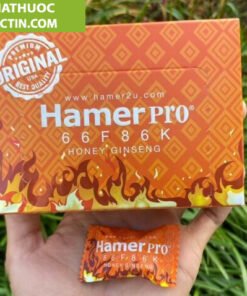 ATHUOC
CTIN.COM
PREMIUM
ORIGINAL
USA
BEST QUALITY
www.hamer2u.com
Hamer PRO®
66F86K
HONEY GINSENG
Hamer PRO®
HONEY GINSENG